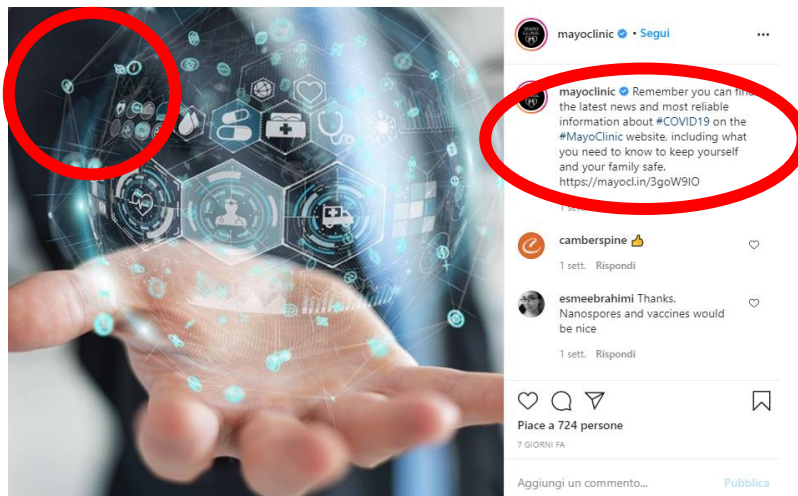 mayoclinic • Segui
mayoclinic Remember you can find
the latest news and most reliable
information about #COVID19 on the
#MayoClinic website, including what
you need to know to keep yourself
and your family safe.
https://mayocl.in/3goW9IO
1 sett.
camberspine 👍
1 sett. Rispondi
esmeebrahimi Thanks.
Nanospores and vaccines would
be nice
1 sett. Rispondi
Piace a 724 persone
7 GIORNI FA
Aggiungi un commento... Pubblica